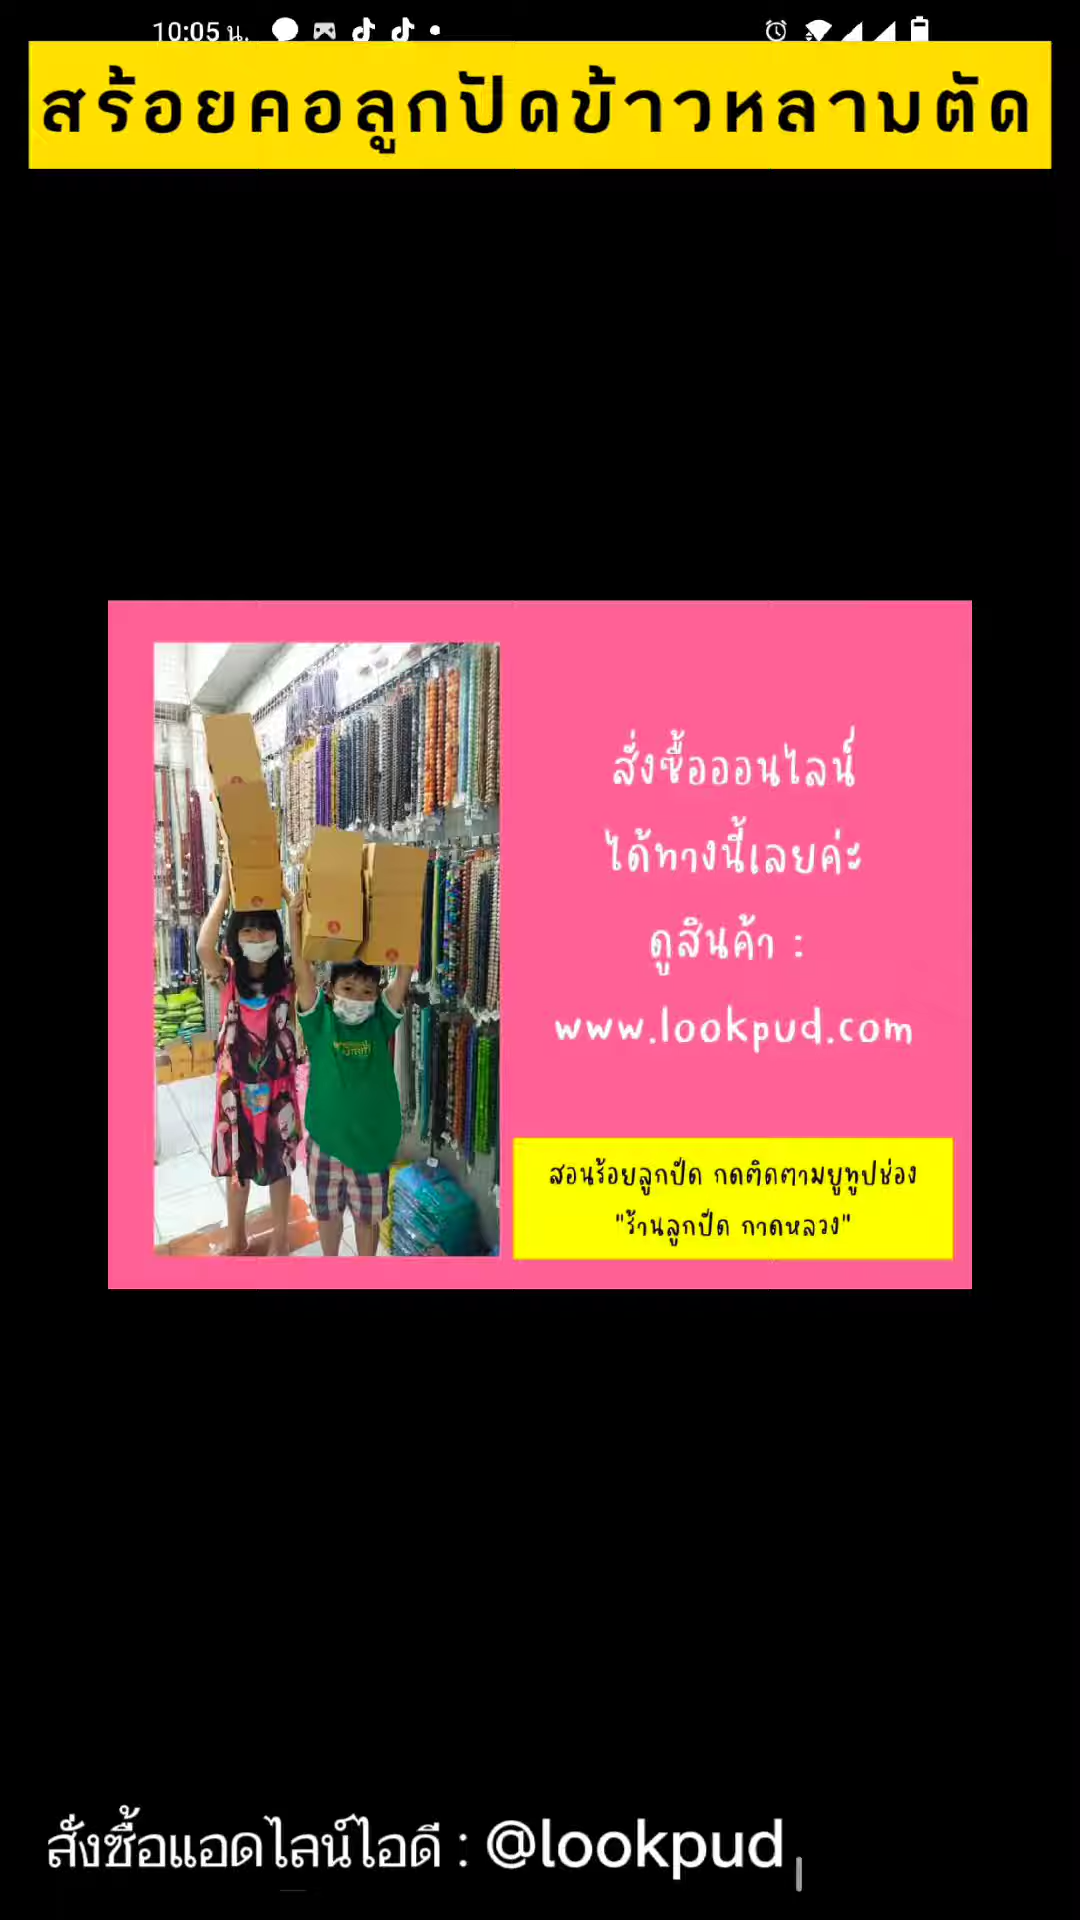 10:05 น.
สร้อยคอลูกปัดข้าวหลามตัด
สั่งซื้อออนไลน์
ได้ทางนี้เลยค่ะ
ดูสินค้า :
www.lookpud.com
สอนร้อยลูกปัด กดติดตามยูทูปช่อง
"ร้านลูกปัด กาดหลวง"
สั่งซื้อแอดไลน์ไอดี : @lookpud